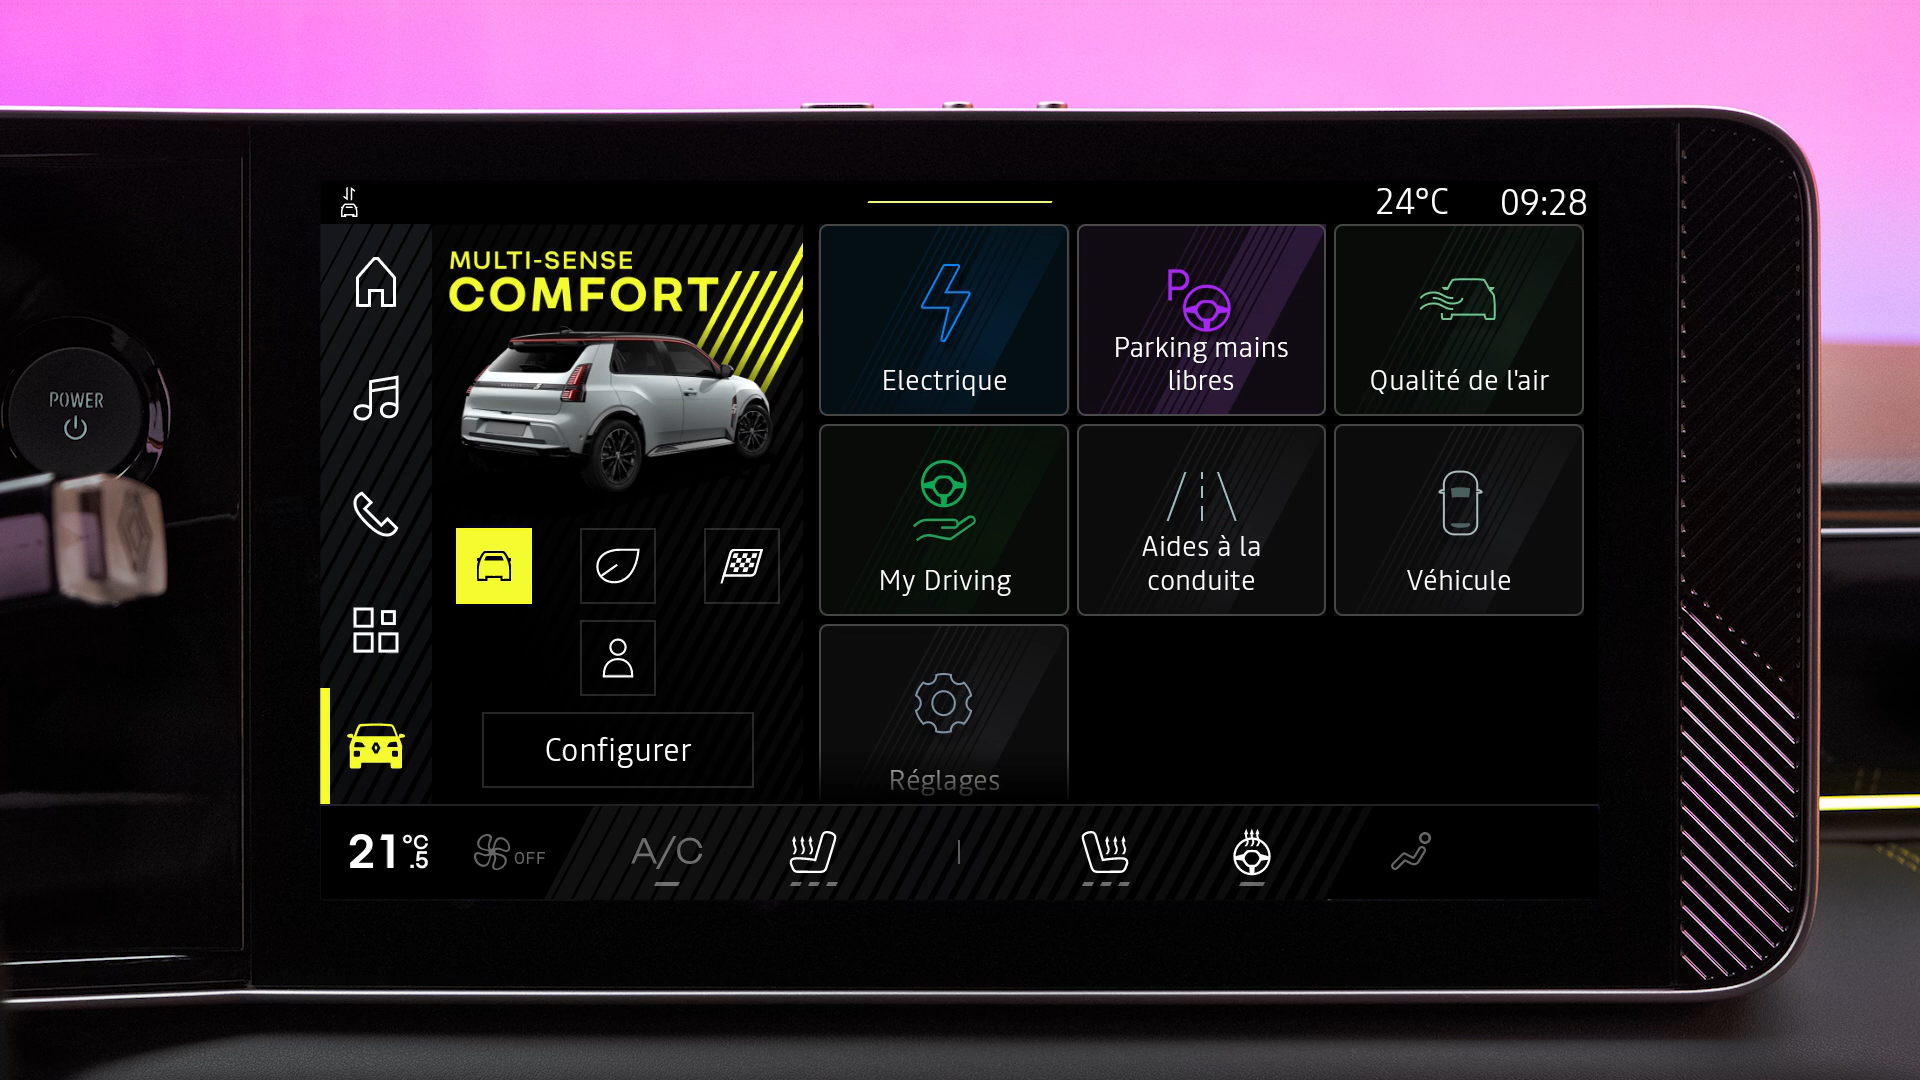 POWER
24°C 09:28
MULTI-SENSE
COMFORT
Electrique
Parking mains
libres
Qualité de l'air
My Driving
Aides à la
conduite
Véhicule
Configurer
Réglages
21.5°C
OFF
A/C